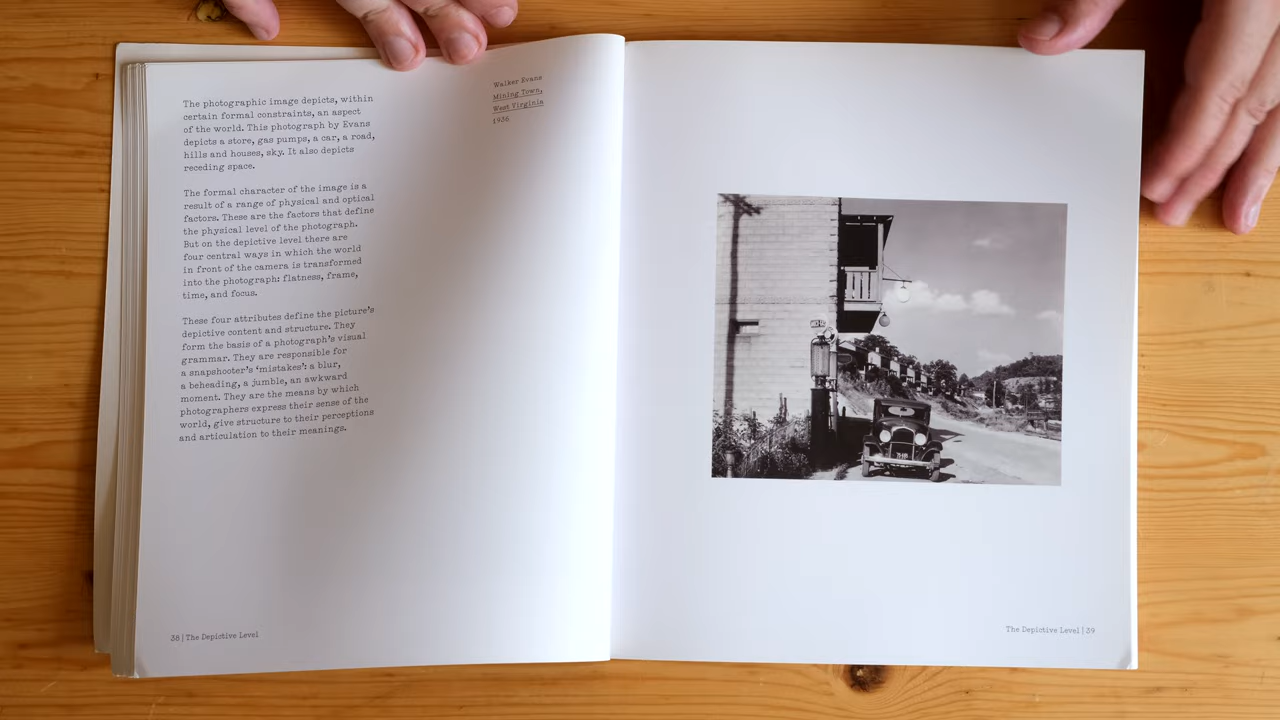 The photographic image depicts, within
certain formal constraints, an aspect
of the world. This photograph by Evans
depicts a store, gas pumps, a car, a road,
hills and houses, sky. It also depicts
receding space.
The formal character of the image is a
result of a range of physical and optical
factors. These are the factors that define
the physical level of the photograph.
But on the depictive level there are
four central ways in which the world
in front of the camera is transformed
into the photograph: flatness, frame,
time, and focus.
These four attributes define the picture's
depictive content and structure. They
form the basis of a photograph's visual
grammar. They are responsible for
a snapshooter's 'mistakes': a blur,
a beheading, a jumble, an awkward
moment. They are the means by which
photographers express their sense of the
world, give structure to their perceptions
and articulation to their meanings.
38 | The Depictive Level
Walker Evans
Mining Town,
West Virginia
1936
The Depictive Level | 39